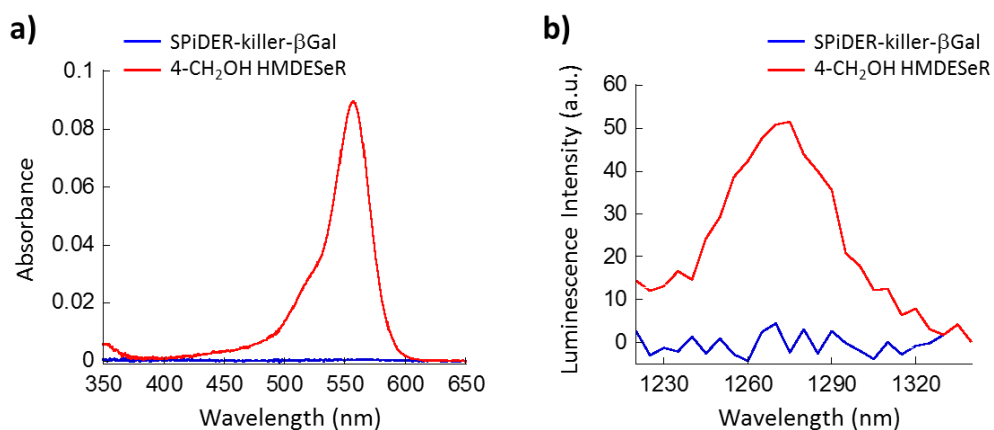 a)
SPiDER-killer-βGal
4-CH₂OH HMDESeR
0.1
0.08
0.06
0.04
0.02
0
Absorbance
350 400 450 500 550 600 650
Wavelength (nm)
b)
SPiDER-killer-βGal
4-CH₂OH HMDESeR
60
50
40
30
20
10
0
Luminescence Intensity (a.u.)
1230 1260 1290 1320
Wavelength (nm)